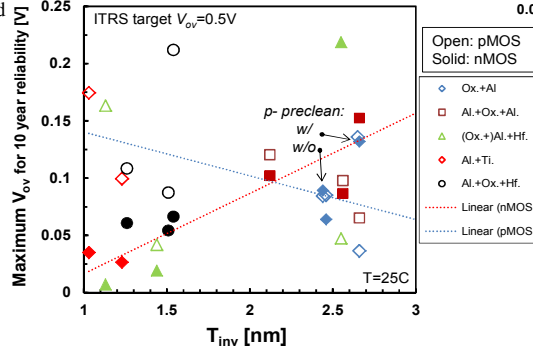 d
0.0
0.25
0.2
0.15
0.1
0.05
0
Maximum V_ov for 10 year reliability [V]
ITRS target V_ov=0.5V
p- preclean:
w/
w/o
T=25C
1
1.5
2
2.5
3
T_inv [nm]
Open: pMOS
Solid: nMOS
Ox.+Al
Al.+Ox.+Al.
(Ox.+)Al.+Hf.
Al.+Ti.
Al.+Ox.+Hf.
Linear (nMOS)
Linear (pMOS)